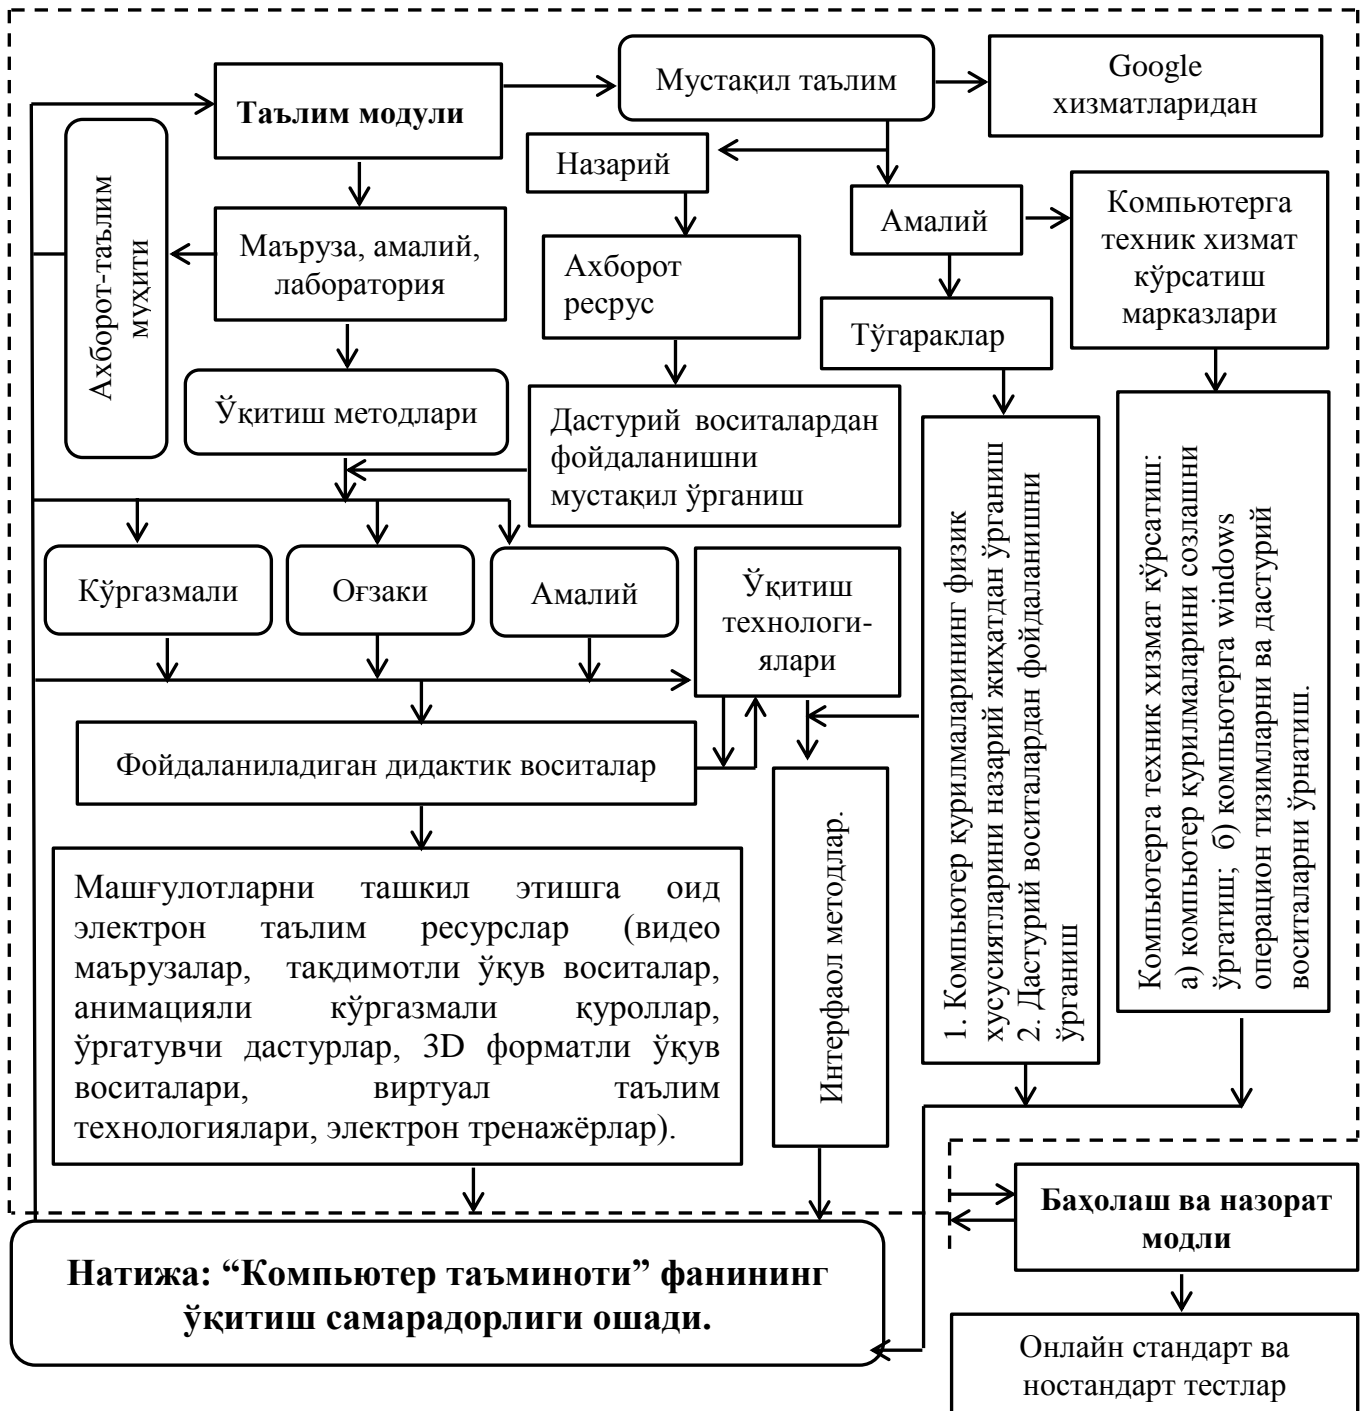 Мустақил таълим
Google
хизматларидан
Таълим модули
Назарий
Амалий
Компьютерга
техник хизмат
кўрсатиш
марказлари
Ахборот-таълим
муҳити
Маъруза, амалий,
лаборатория
Ахборот
ресрус
Тўгараклар
Ўқитиш методлари
Дастурий воситалардан
фойдаланишни
мустақил ўрганиш
1. Компьютер қурилмаларининг физик
хусусиятларини назарий жиҳатдан ўрганиш
2. Дастурий воситалардан фойдаланишни
ўрганиш
Компьютерга техник хизмат кўрсатиш:
а) компьютер қурилмаларини созлашни
ўргатиш; б) компьютерга windows
операцион тизимларни ва дастурий
воситаларни ўрнатиш.
Кўргазмали
Оғзаки
Амалий
Ўқитиш
технологи-
ялари
Фойдаланиладиган дидактик воситалар
Интерфаол методлар.
Машғулотларни ташкил этишга оид
электрон таълим ресурслар (видео
маърузалар, тақдимотли ўқув воситалар,
анимацияли кўргазмали қуроллар,
ўргатувчи дастурлар, 3D форматли ўқув
воситалари, виртуал таълим
технологиялари, электрон тренажёрлар).
Баҳолаш ва назорат
модли
Натижа: “Компьютер таъминоти” фанининг
ўқитиш самарадорлиги ошади.
Онлайн стандарт ва
ностандарт тестлар